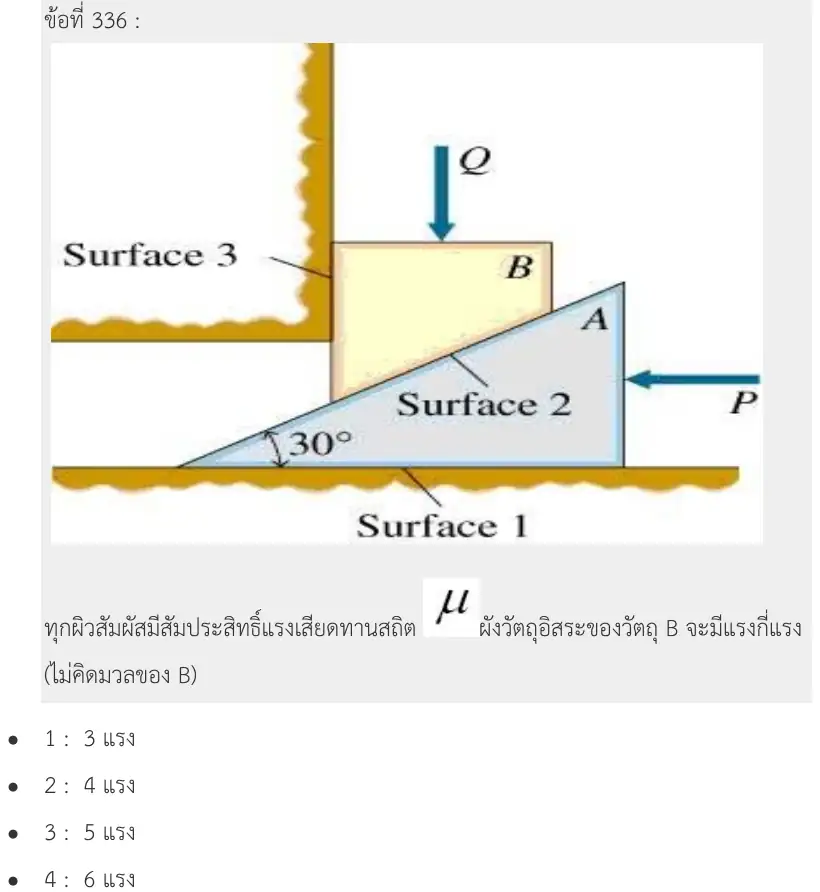 ข้อที่ 336 :
Q
Surface 3
B
A
Surface 2
P
30°
Surface 1
ทุกผิวสัมผัสมีสัมประสิทธิ์แรงเสียดทานสถิต μ ผังวัตถุอิสระของวัตถุ B จะมีแรงกี่แรง
(ไม่คิดมวลของ B)
• 1 : 3 แรง
• 2 : 4 แรง
• 3 : 5 แรง
• 4 : 6 แรง